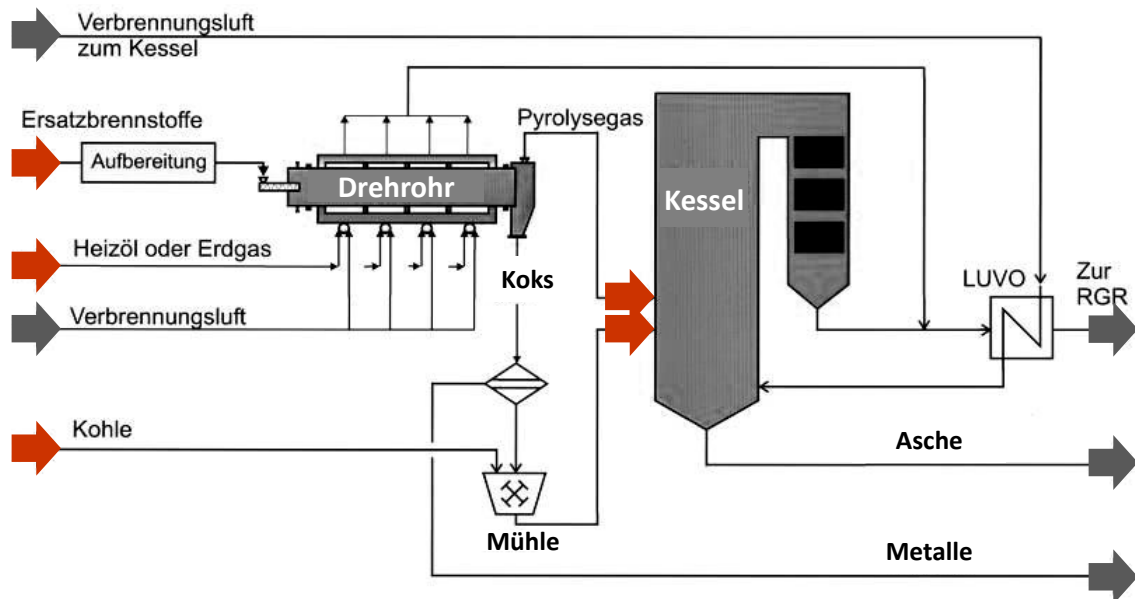 Verbrennungsluft
zum Kessel
Ersatzbrennstoffe
Aufbereitung
Pyrolysegas
Drehrohr
Kessel
Heizöl oder Erdgas
Koks
LUVO
Zur
RGR
Verbrennungsluft
Kohle
Asche
Mühle
Metalle